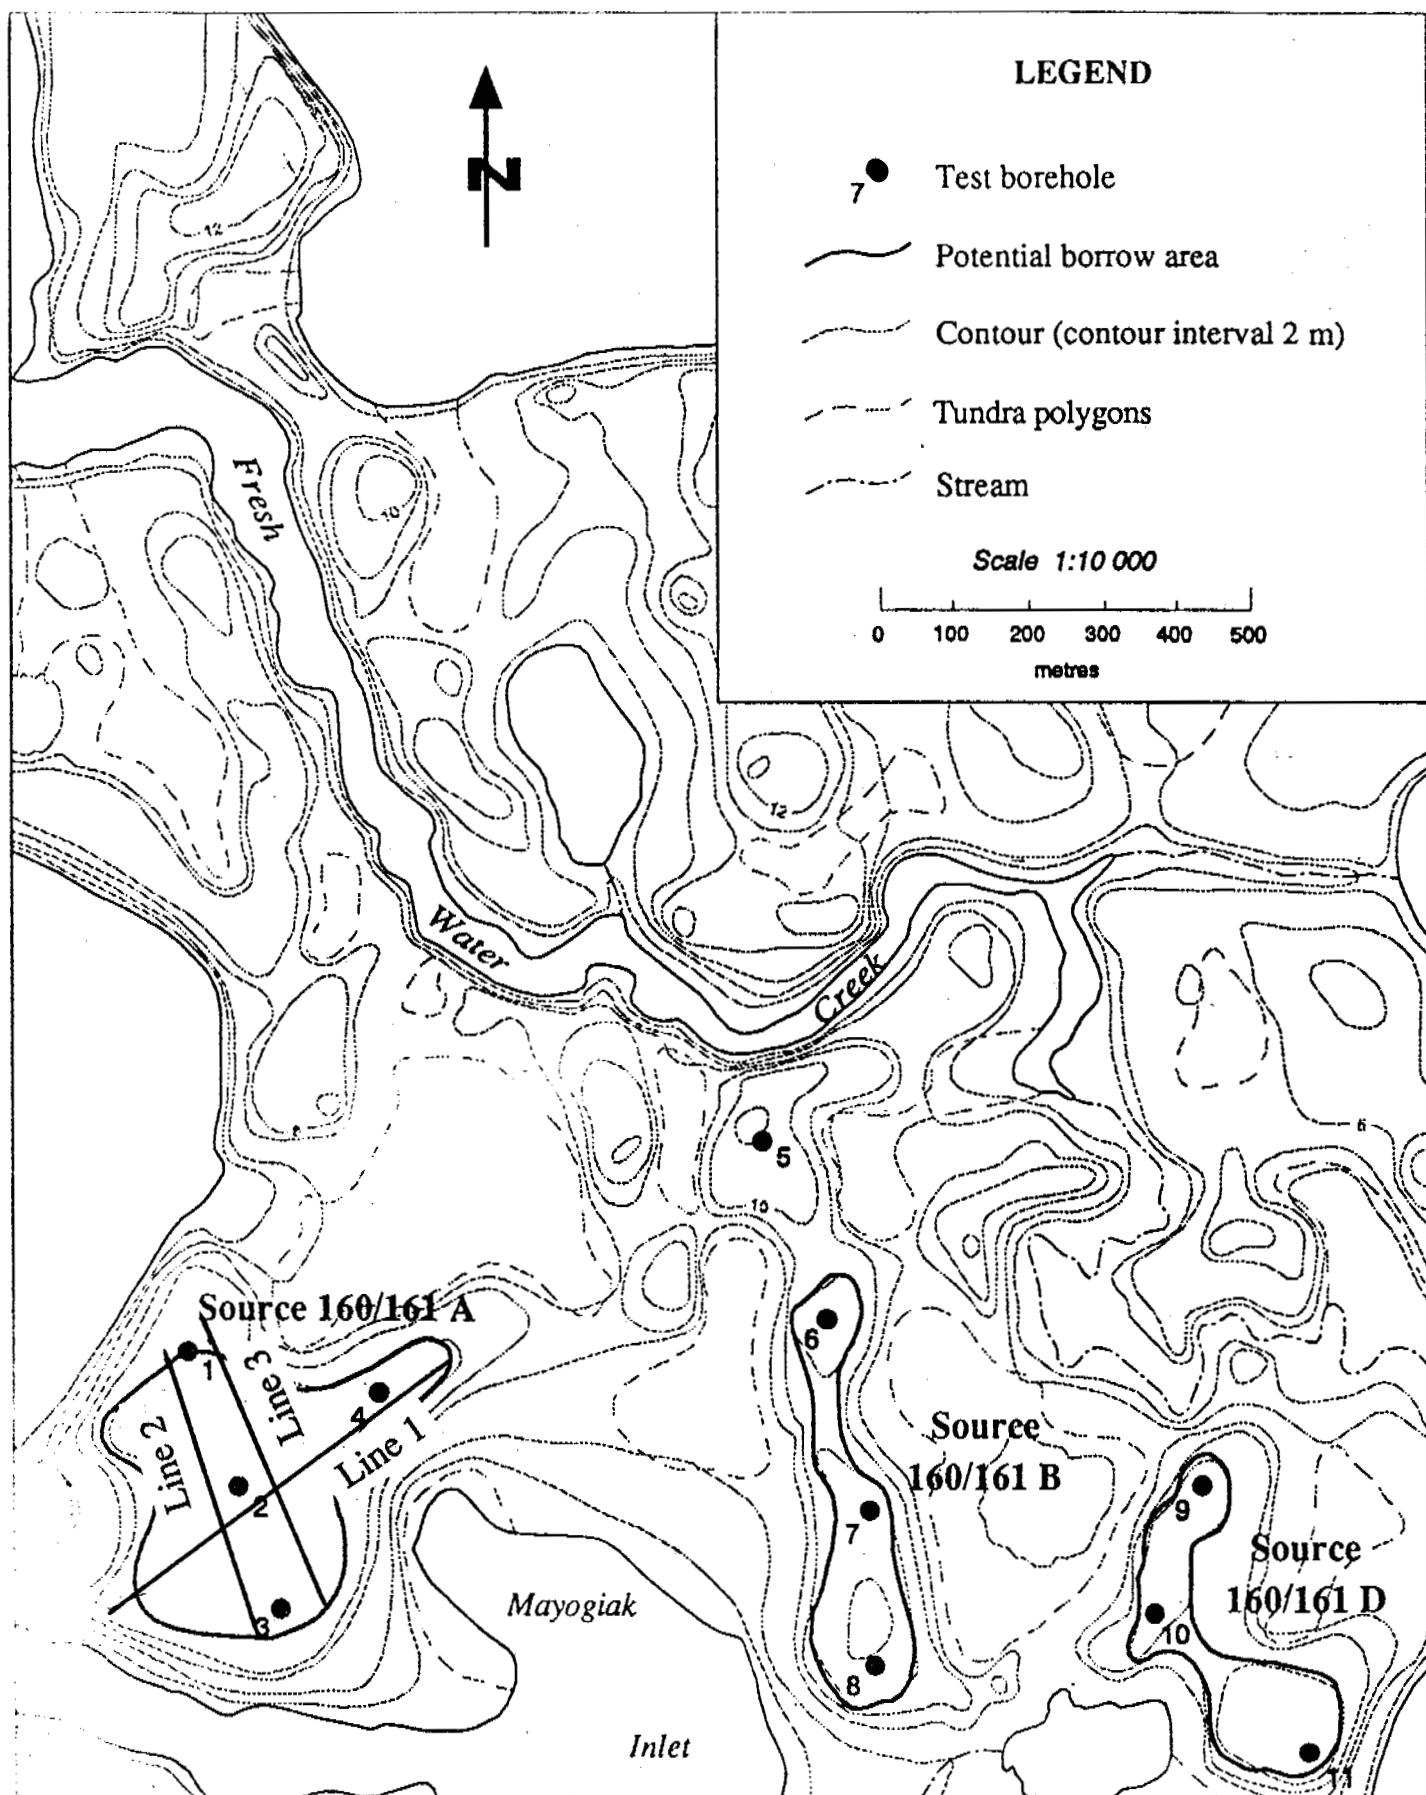 LEGEND
7 Test borehole
Potential borrow area
Contour (contour interval 2 m)
Tundra polygons
Stream
Scale 1:10 000
0 100 200 300 400 500
metres
N
12
10
Fresh
12
Water
Creek
6
5
10
Source 160/161 A
1
Line 3
4
Line 2
Line 1
2
3
6
Source
160/161 B
7
8
9
Source
160/161 D
10
11
Mayogiak
Inlet